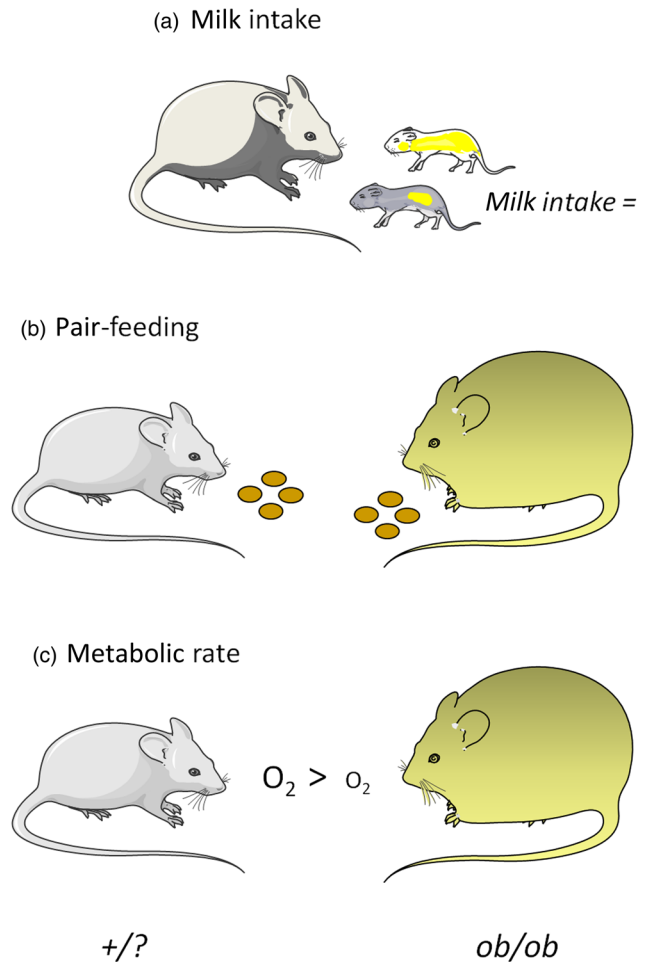 (a) Milk intake
Milk intake =
(b) Pair-feeding
(c) Metabolic rate
O₂ > O₂
+/? ob/ob